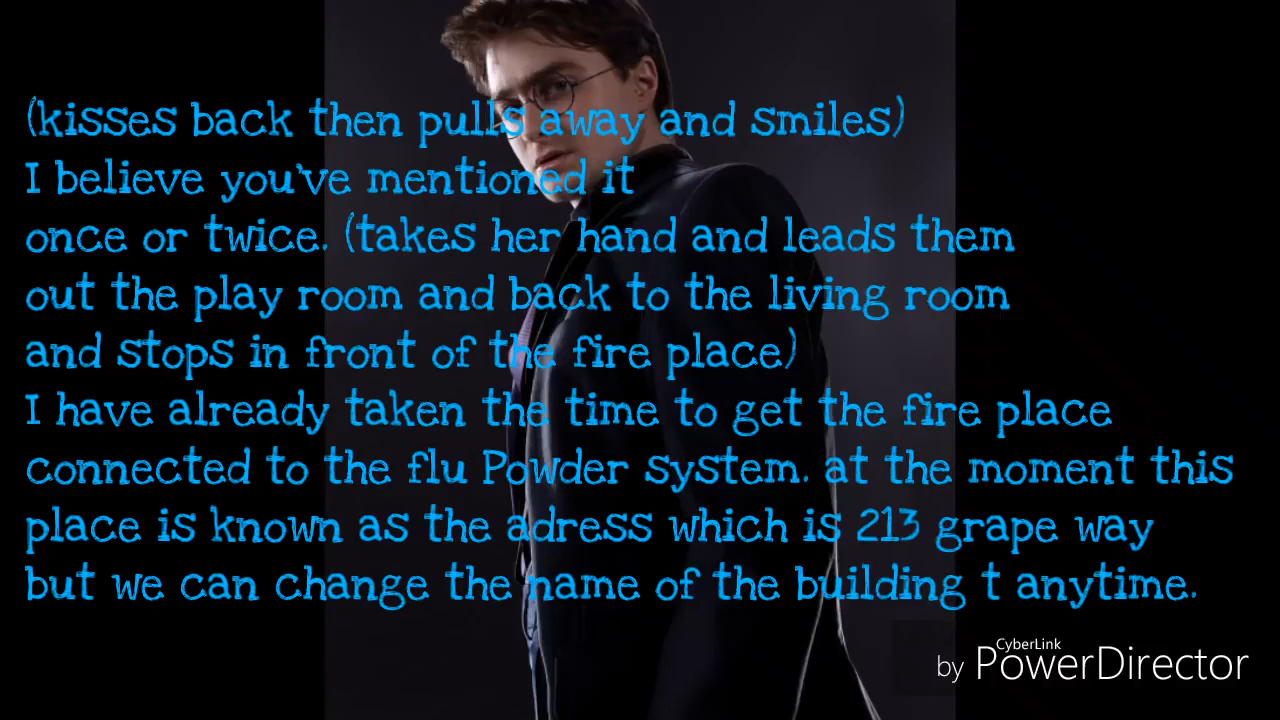 (kisses back then pulls away and smiles)
I believe you've mentioned it
once or twice. (takes her hand and leads them
out the play room and back to the living room
and stops in front of the fire place)
I have already taken the time to get the fire place
connected to the flu Powder system. at the moment this
place is known as the adress which is 213 grape way
but we can change the name of the building t anytime.
CyberLink
by PowerDirector